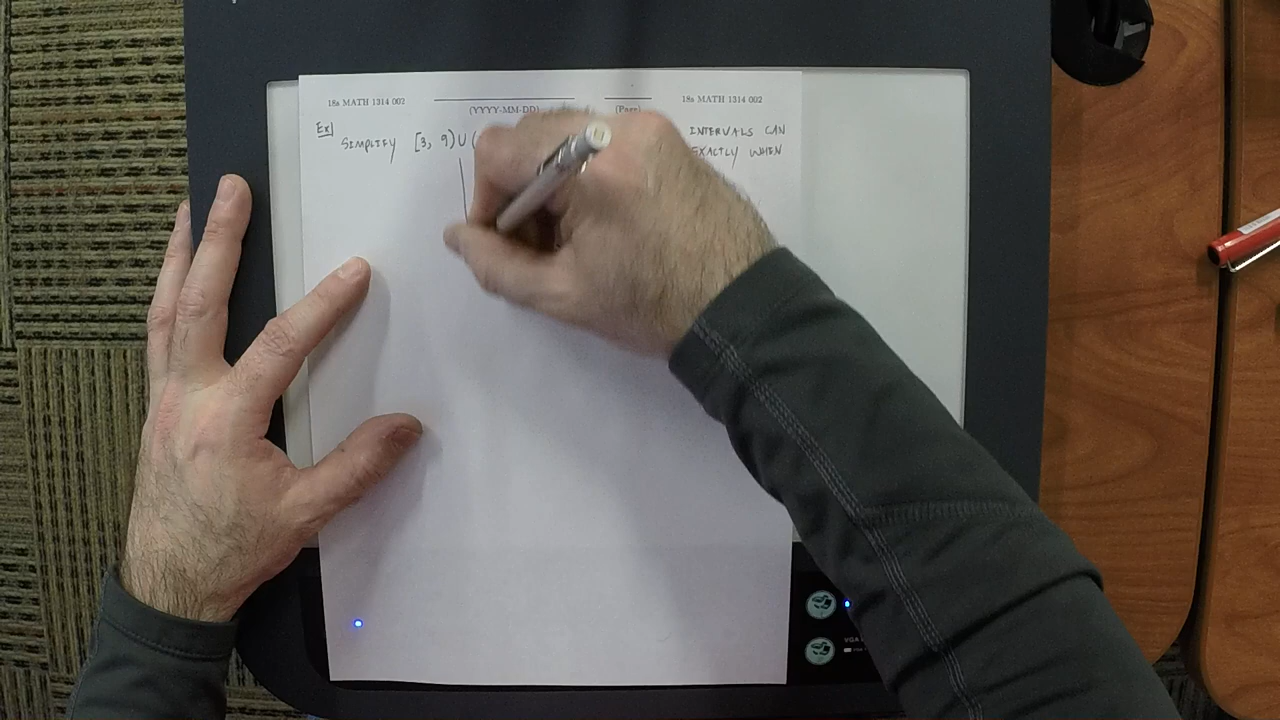 18s MATH 1314 002
(YYYY-MM-DD)
[Page]
18s MATH 1314 002
Ex]
SIMPLIFY [3, 9) U (
INTERVALS CAN
EXACTLY WHEN
VGA